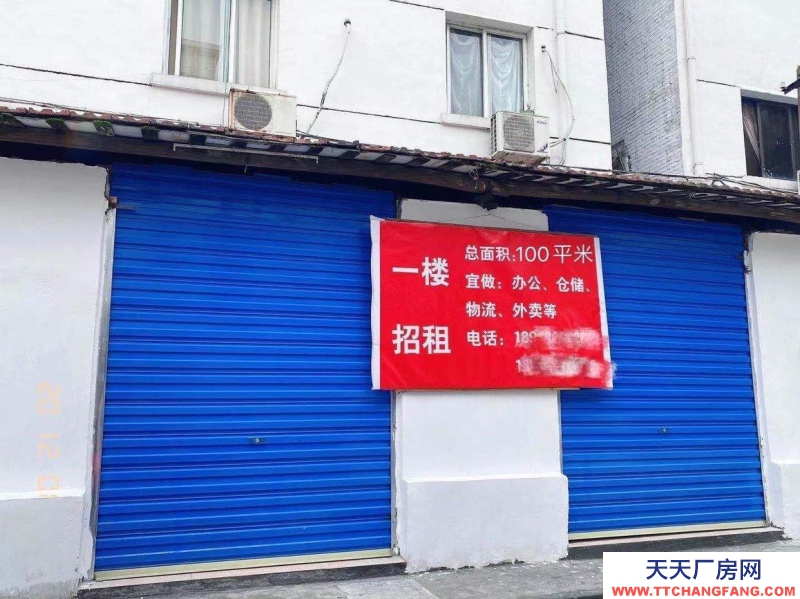 一楼
招租
总面积:100平米
宜做：办公、仓储、
物流、外卖等
电话：18
天天厂房网
WWW.TTCHANGFANG.COM